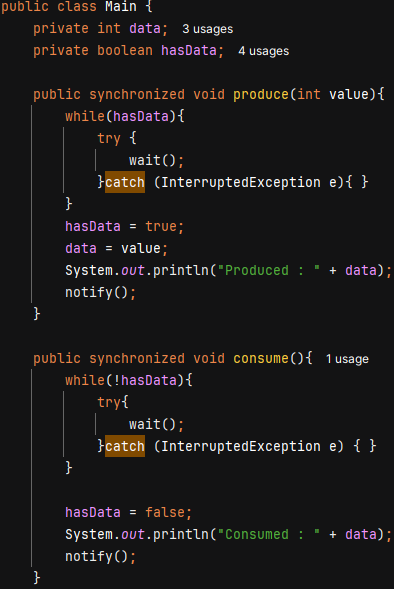 public class Main {
    private int data; 3 usages
    private boolean hasData; 4 usages

    public synchronized void produce(int value){
        while(hasData){
            try {
                wait();
            }catch (InterruptedException e){ }
        }
        hasData = true;
        data = value;
        System.out.println("Produced : " + data);
        notify();
    }

    public synchronized void consume(){ 1 usage
        while(!hasData){
            try{
                wait();
            }catch (InterruptedException e) { }
        }

        hasData = false;
        System.out.println("Consumed : " + data);
        notify();
    }